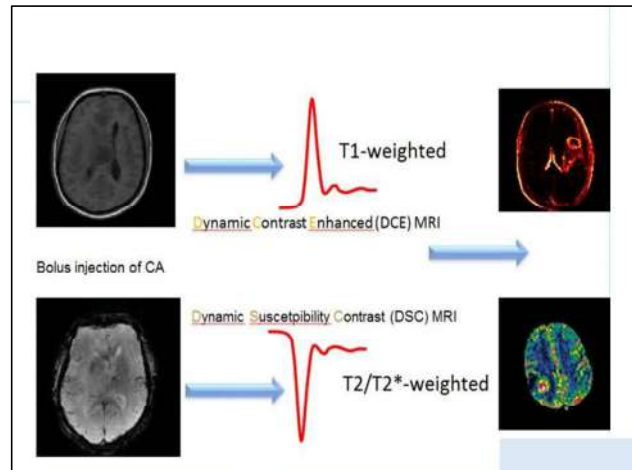 T1-weighted
Dynamic Contrast Enhanced (DCE) MRI
Bolus injection of CA
Dynamic Suscetpibility Contrast (DSC) MRI
T2/T2*-weighted